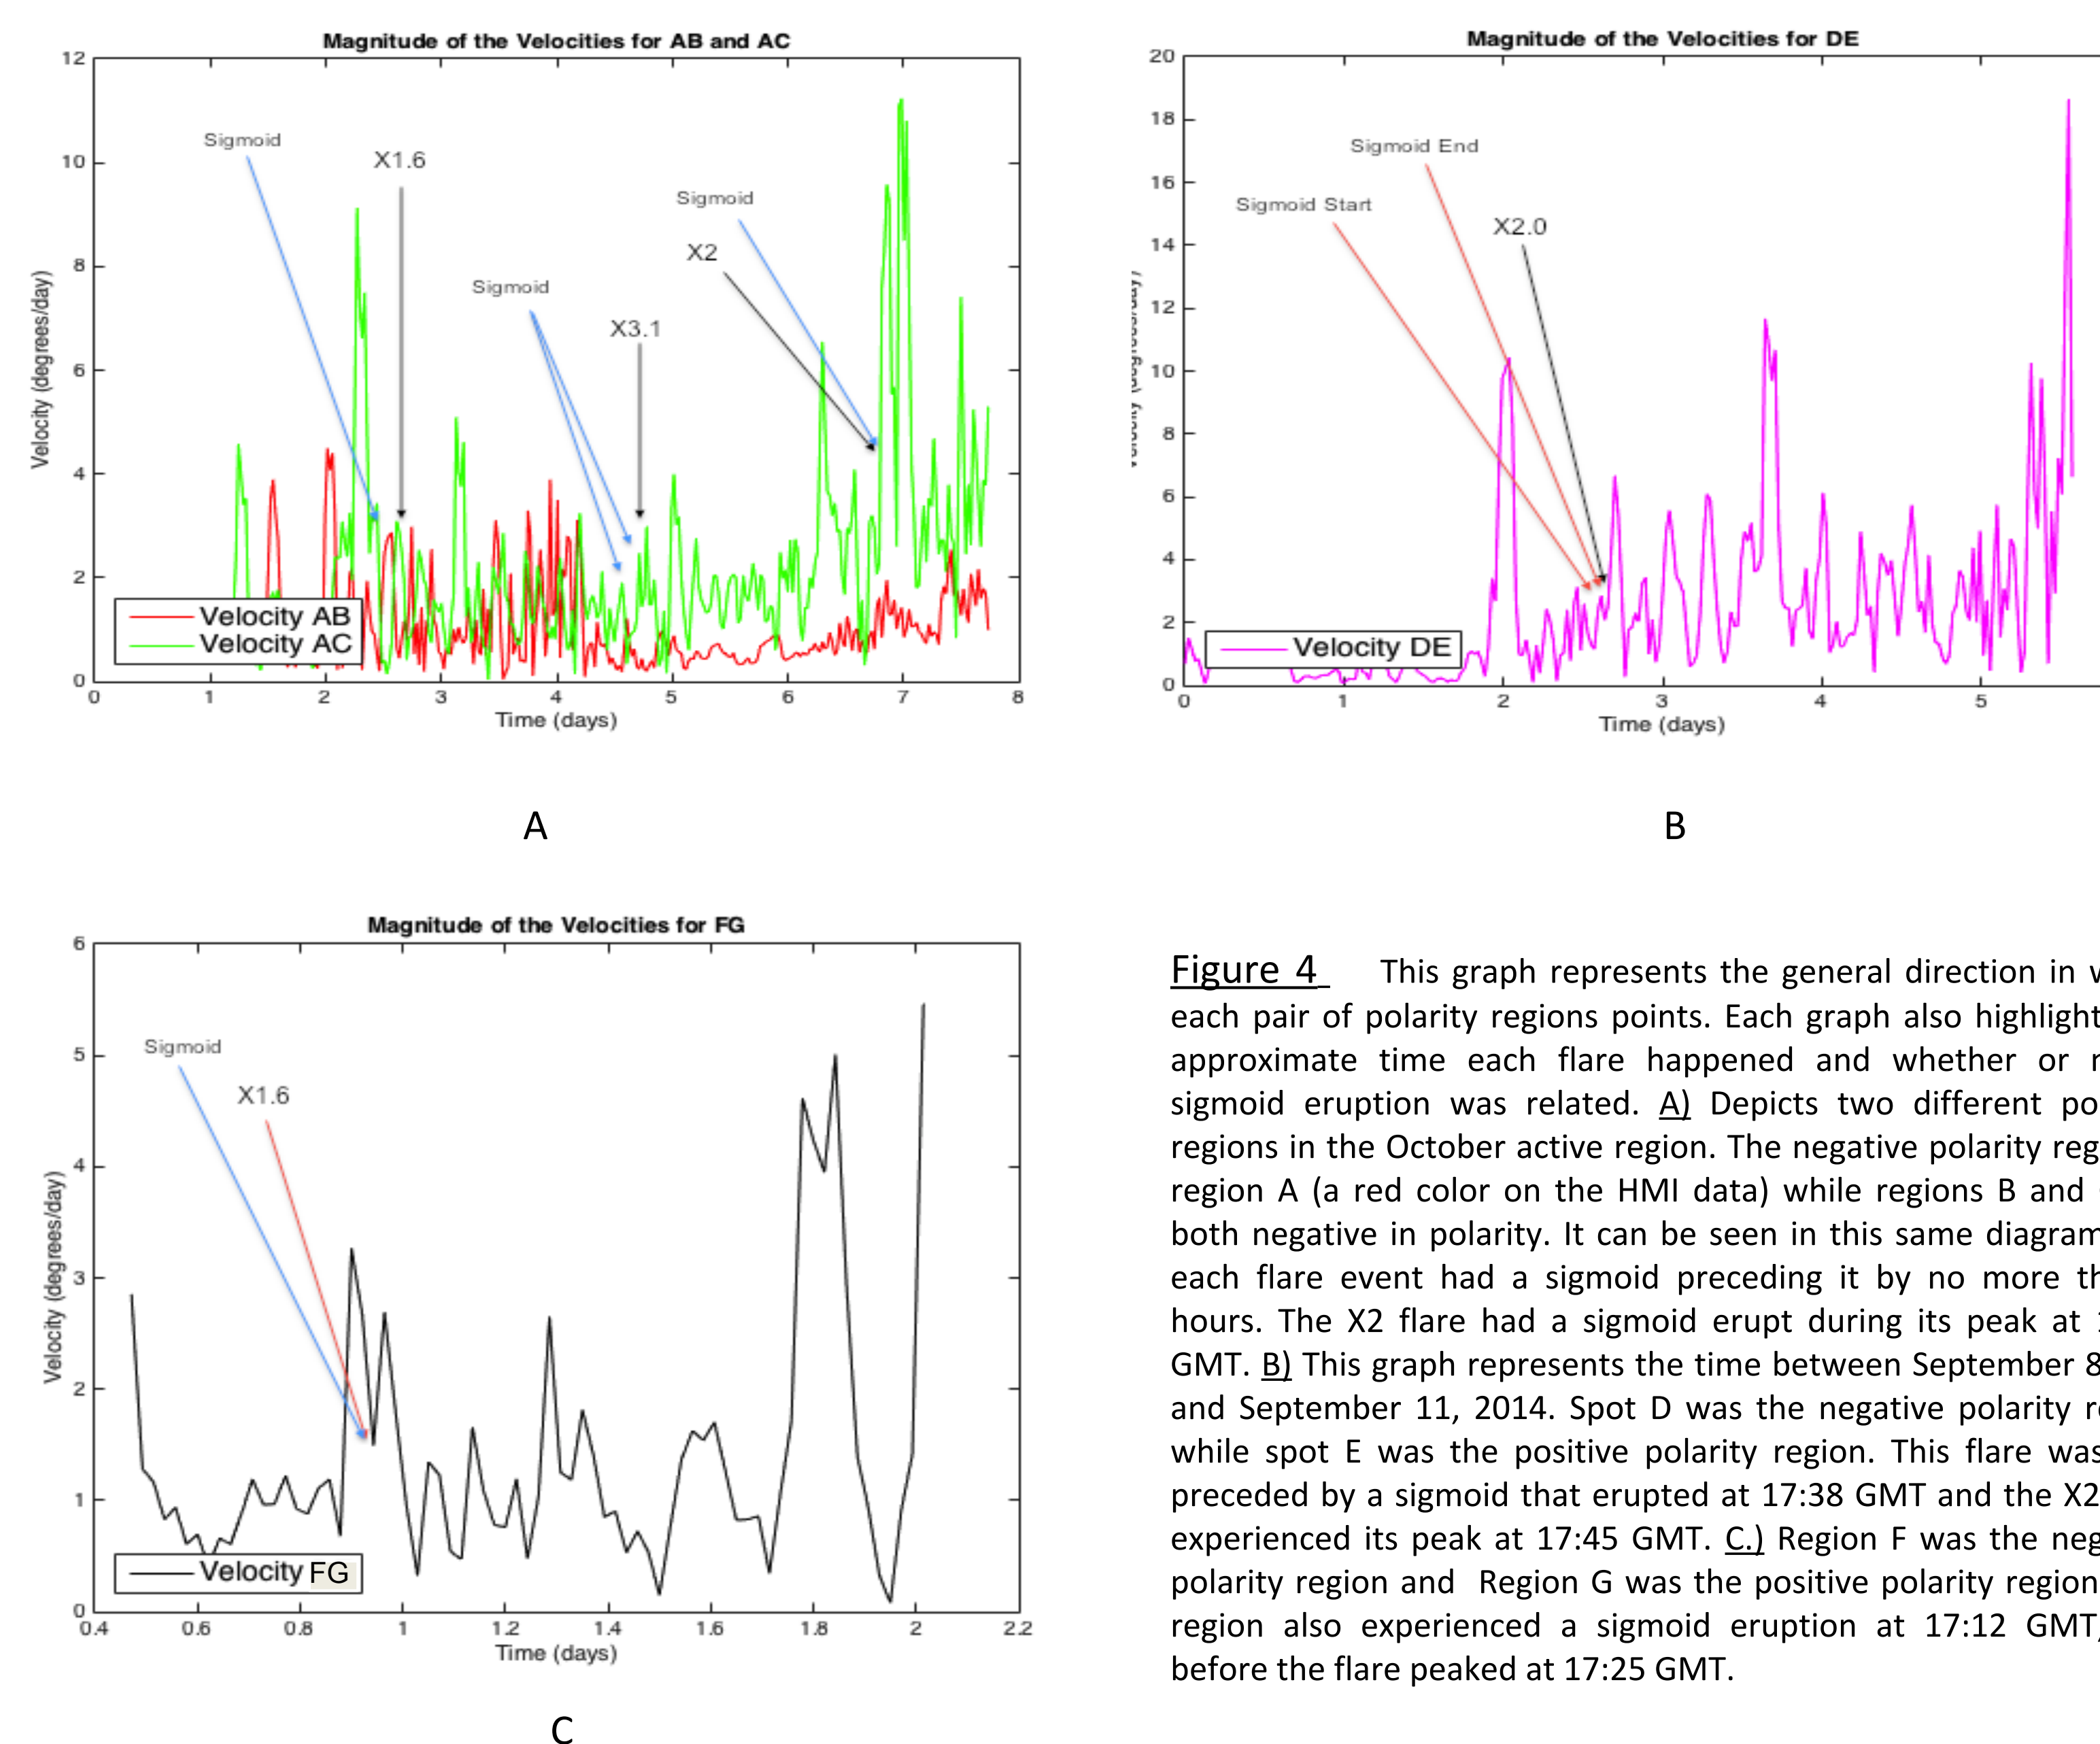 Magnitude of the Velocities for AB and AC
12
10
8
6
4
2
0
Velocity (degrees/day)
Sigmoid
X1.6
Sigmoid
X3.1
Sigmoid
X2
Velocity AB
Velocity AC
0 1 2 3 4 5 6 7 8
Time (days)
A
Magnitude of the Velocities for DE
20
18
16
14
12
10
8
6
4
2
0
Sigmoid End
Sigmoid Start
X2.0
Velocity DE
0 1 2 3 4 5
Time (days)
B
Magnitude of the Velocities for FG
6
5
4
3
2
1
0
Velocity (degrees/day)
Sigmoid
X1.6
Velocity FG
0.4 0.6 0.8 1 1.2 1.4 1.6 1.8 2 2.2
Time (days)
C
Figure 4 This graph represents the general direction in
each pair of polarity regions points. Each graph also highlight
approximate time each flare happened and whether or
sigmoid eruption was related. A) Depicts two different
regions in the October active region. The negative polarity
region A (a red color on the HMI data) while regions B and
both negative in polarity. It can be seen in this same diagram
each flare event had a sigmoid preceding it by no more
hours. The X2 flare had a sigmoid erupt during its peak at
GMT. B) This graph represents the time between September 8
and September 11, 2014. Spot D was the negative polarity
while spot E was the positive polarity region. This flare was
preceded by a sigmoid that erupted at 17:38 GMT and the X2
experienced its peak at 17:45 GMT. C.) Region F was the
polarity region and Region G was the positive polarity region
region also experienced a sigmoid eruption at 17:12 GMT,
before the flare peaked at 17:25 GMT.